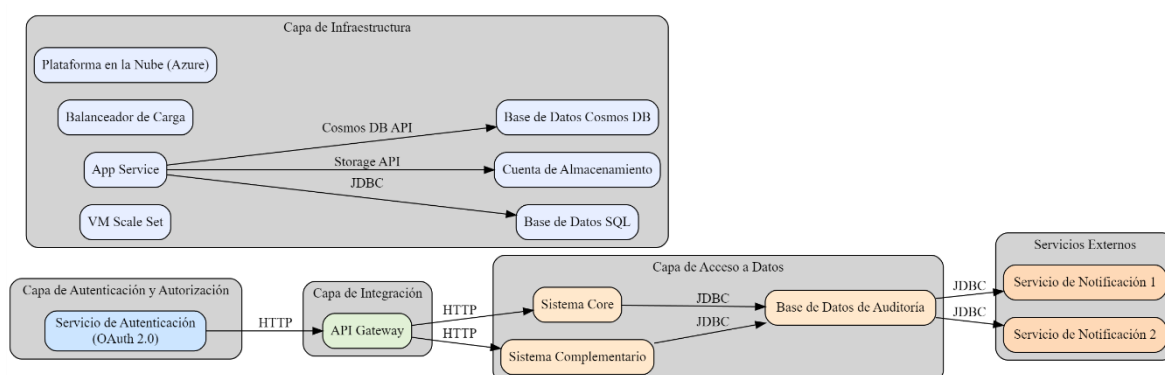 Capa de Infraestructura
Plataforma en la Nube (Azure)
Balanceador de Carga
Cosmos DB API
Base de Datos Cosmos DB
App Service
Storage API
Cuenta de Almacenamiento
JDBC
VM Scale Set
Base de Datos SQL
Capa de Autenticación y Autorización
Servicio de Autenticación
(OAuth 2.0)
HTTP
Capa de Integración
API Gateway
HTTP
HTTP
Capa de Acceso a Datos
Sistema Core
Sistema Complementario
JDBC
JDBC
Base de Datos de Auditoría
JDBC
JDBC
Servicios Externos
Servicio de Notificación 1
Servicio de Notificación 2